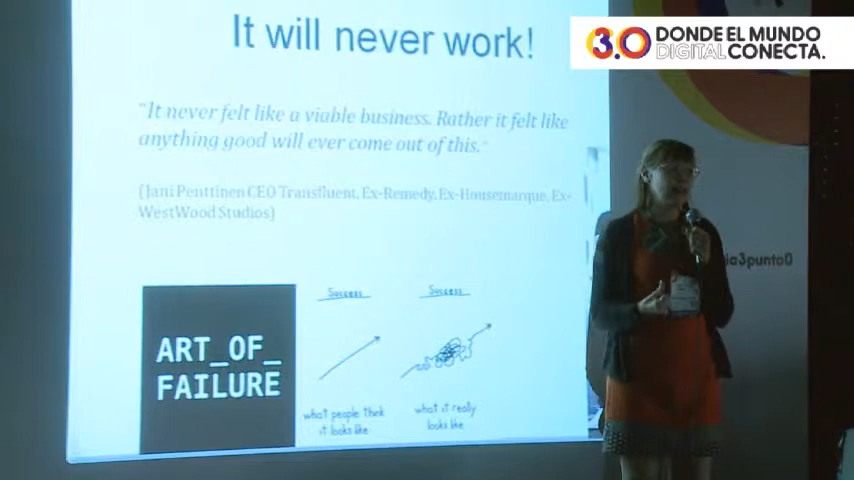 It will never work!
3.0 DONDE EL MUNDO
DIGITAL CONECTA.
"It never felt like a viable business. Rather it felt like
anything good will ever come out of this."
(Jani Penttinen CEO Transfluent, Ex-Remedy, Ex-Housemarque, Ex-
WestWood Studios)
ia3punto0
Success
Success
ART_OF_
FAILURE
what people think
it looks like
what it really
looks like